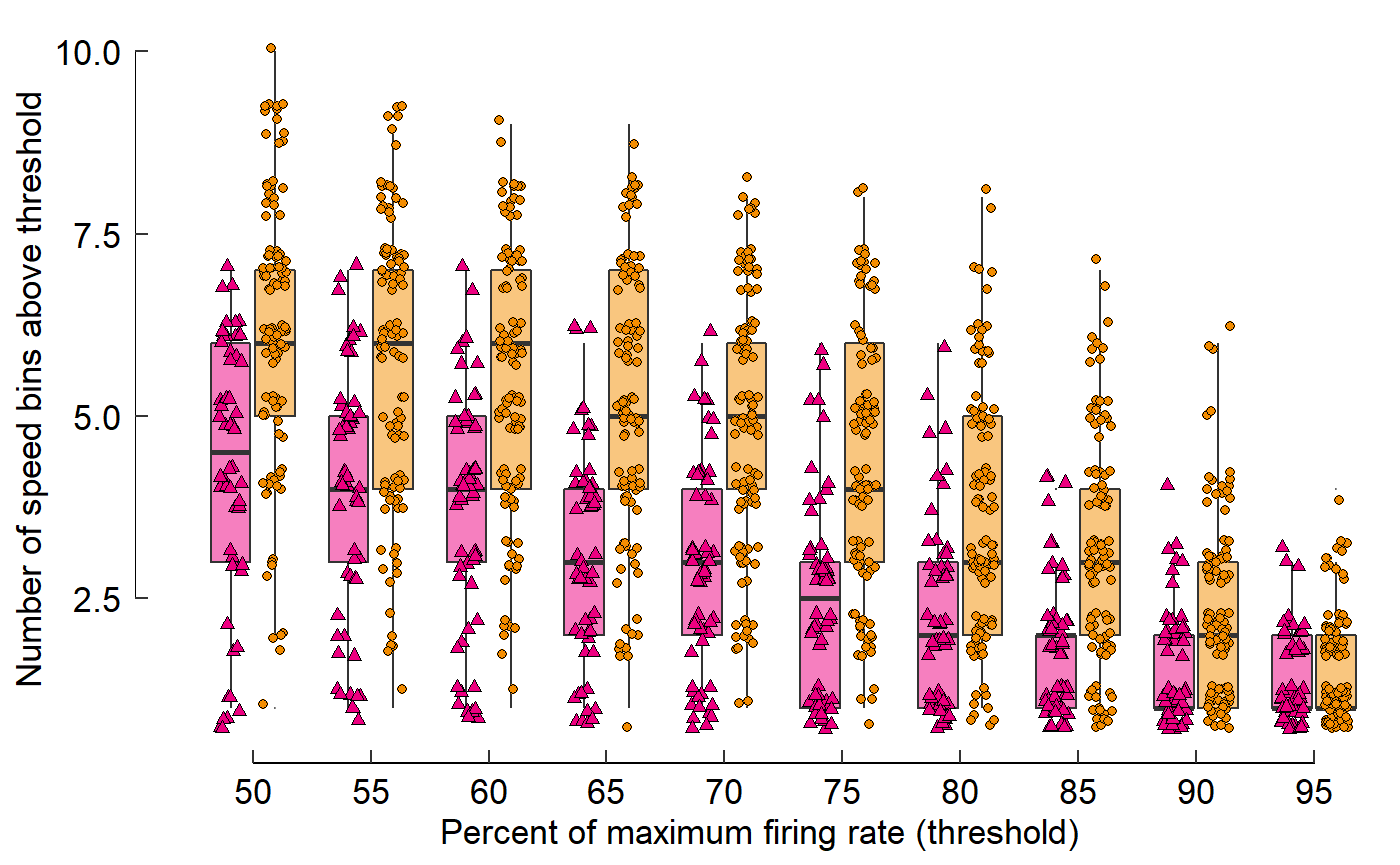 Number of speed bins above threshold
10.0
7.5
5.0
2.5
50 55 60 65 70 75 80 85 90 95
Percent of maximum firing rate (threshold)